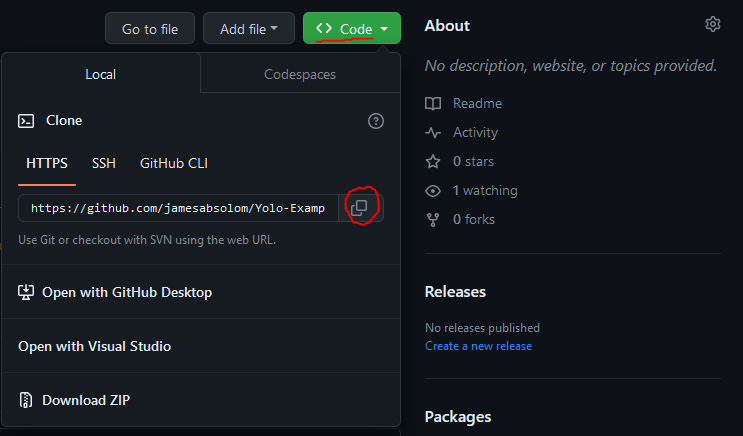 Go to file
Add file
Code
Local
Codespaces
Clone
HTTPS
SSH
GitHub CLI
https://github.com/jamesabsolom/Yolo-Examp
Use Git or checkout with SVN using the web URL.
Open with GitHub Desktop
Open with Visual Studio
Download ZIP
About
No description, website, or topics provided.
Readme
Activity
0 stars
1 watching
0 forks
Releases
No releases published
Create a new release
Packages